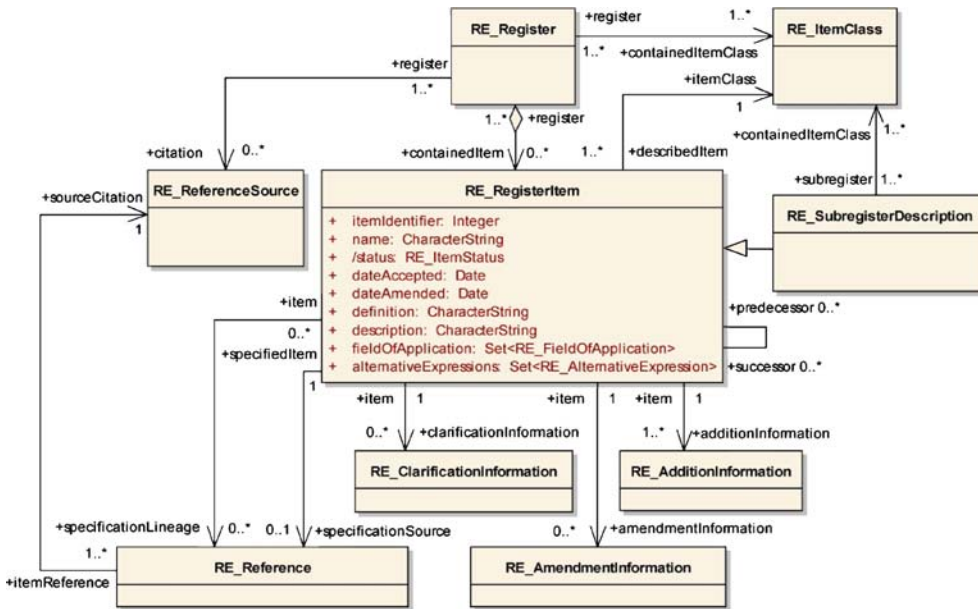 RE_Register
+register 1..*
1..* +containedItemClass
RE_ItemClass
+register
1..*
+itemClass
1
1..* +register
+containedItem 0..*
1..* +describedItem
1..*
+containedItemClass
+citation 0..*
+sourceCitation
1
RE_ReferenceSource
RE_RegisterItem
+ itemIdentifier: Integer
+ name: CharacterString
+ /status: RE_ItemStatus
+ dateAccepted: Date
+ dateAmended: Date
+ definition: CharacterString
+ description: CharacterString
+ fieldOfApplication: Set<RE_FieldOfApplication>
+ alternativeExpressions: Set<RE_AlternativeExpression>
+subregister 1..*
RE_SubregisterDescription
+predecessor 0..*
+successor 0..*
+item
0..*
+specifiedItem
1
+item 1
+item 1
+item 1
0..* +clarificationInformation
1..* +additionInformation
RE_ClarificationInformation
RE_AdditionInformation
+specificationLineage 0..*
0..1 +specificationSource
0..* +amendmentInformation
1..*
+itemReference
RE_Reference
RE_AmendmentInformation